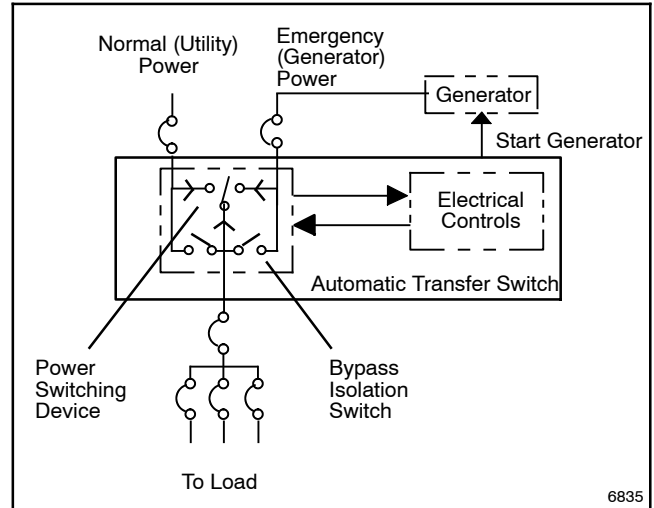 Normal (Utility)
Power
Emergency
(Generator)
Power
Generator
Start Generator
Electrical
Controls
Automatic Transfer Switch
Power
Switching
Device
Bypass
Isolation
Switch
To Load
6835